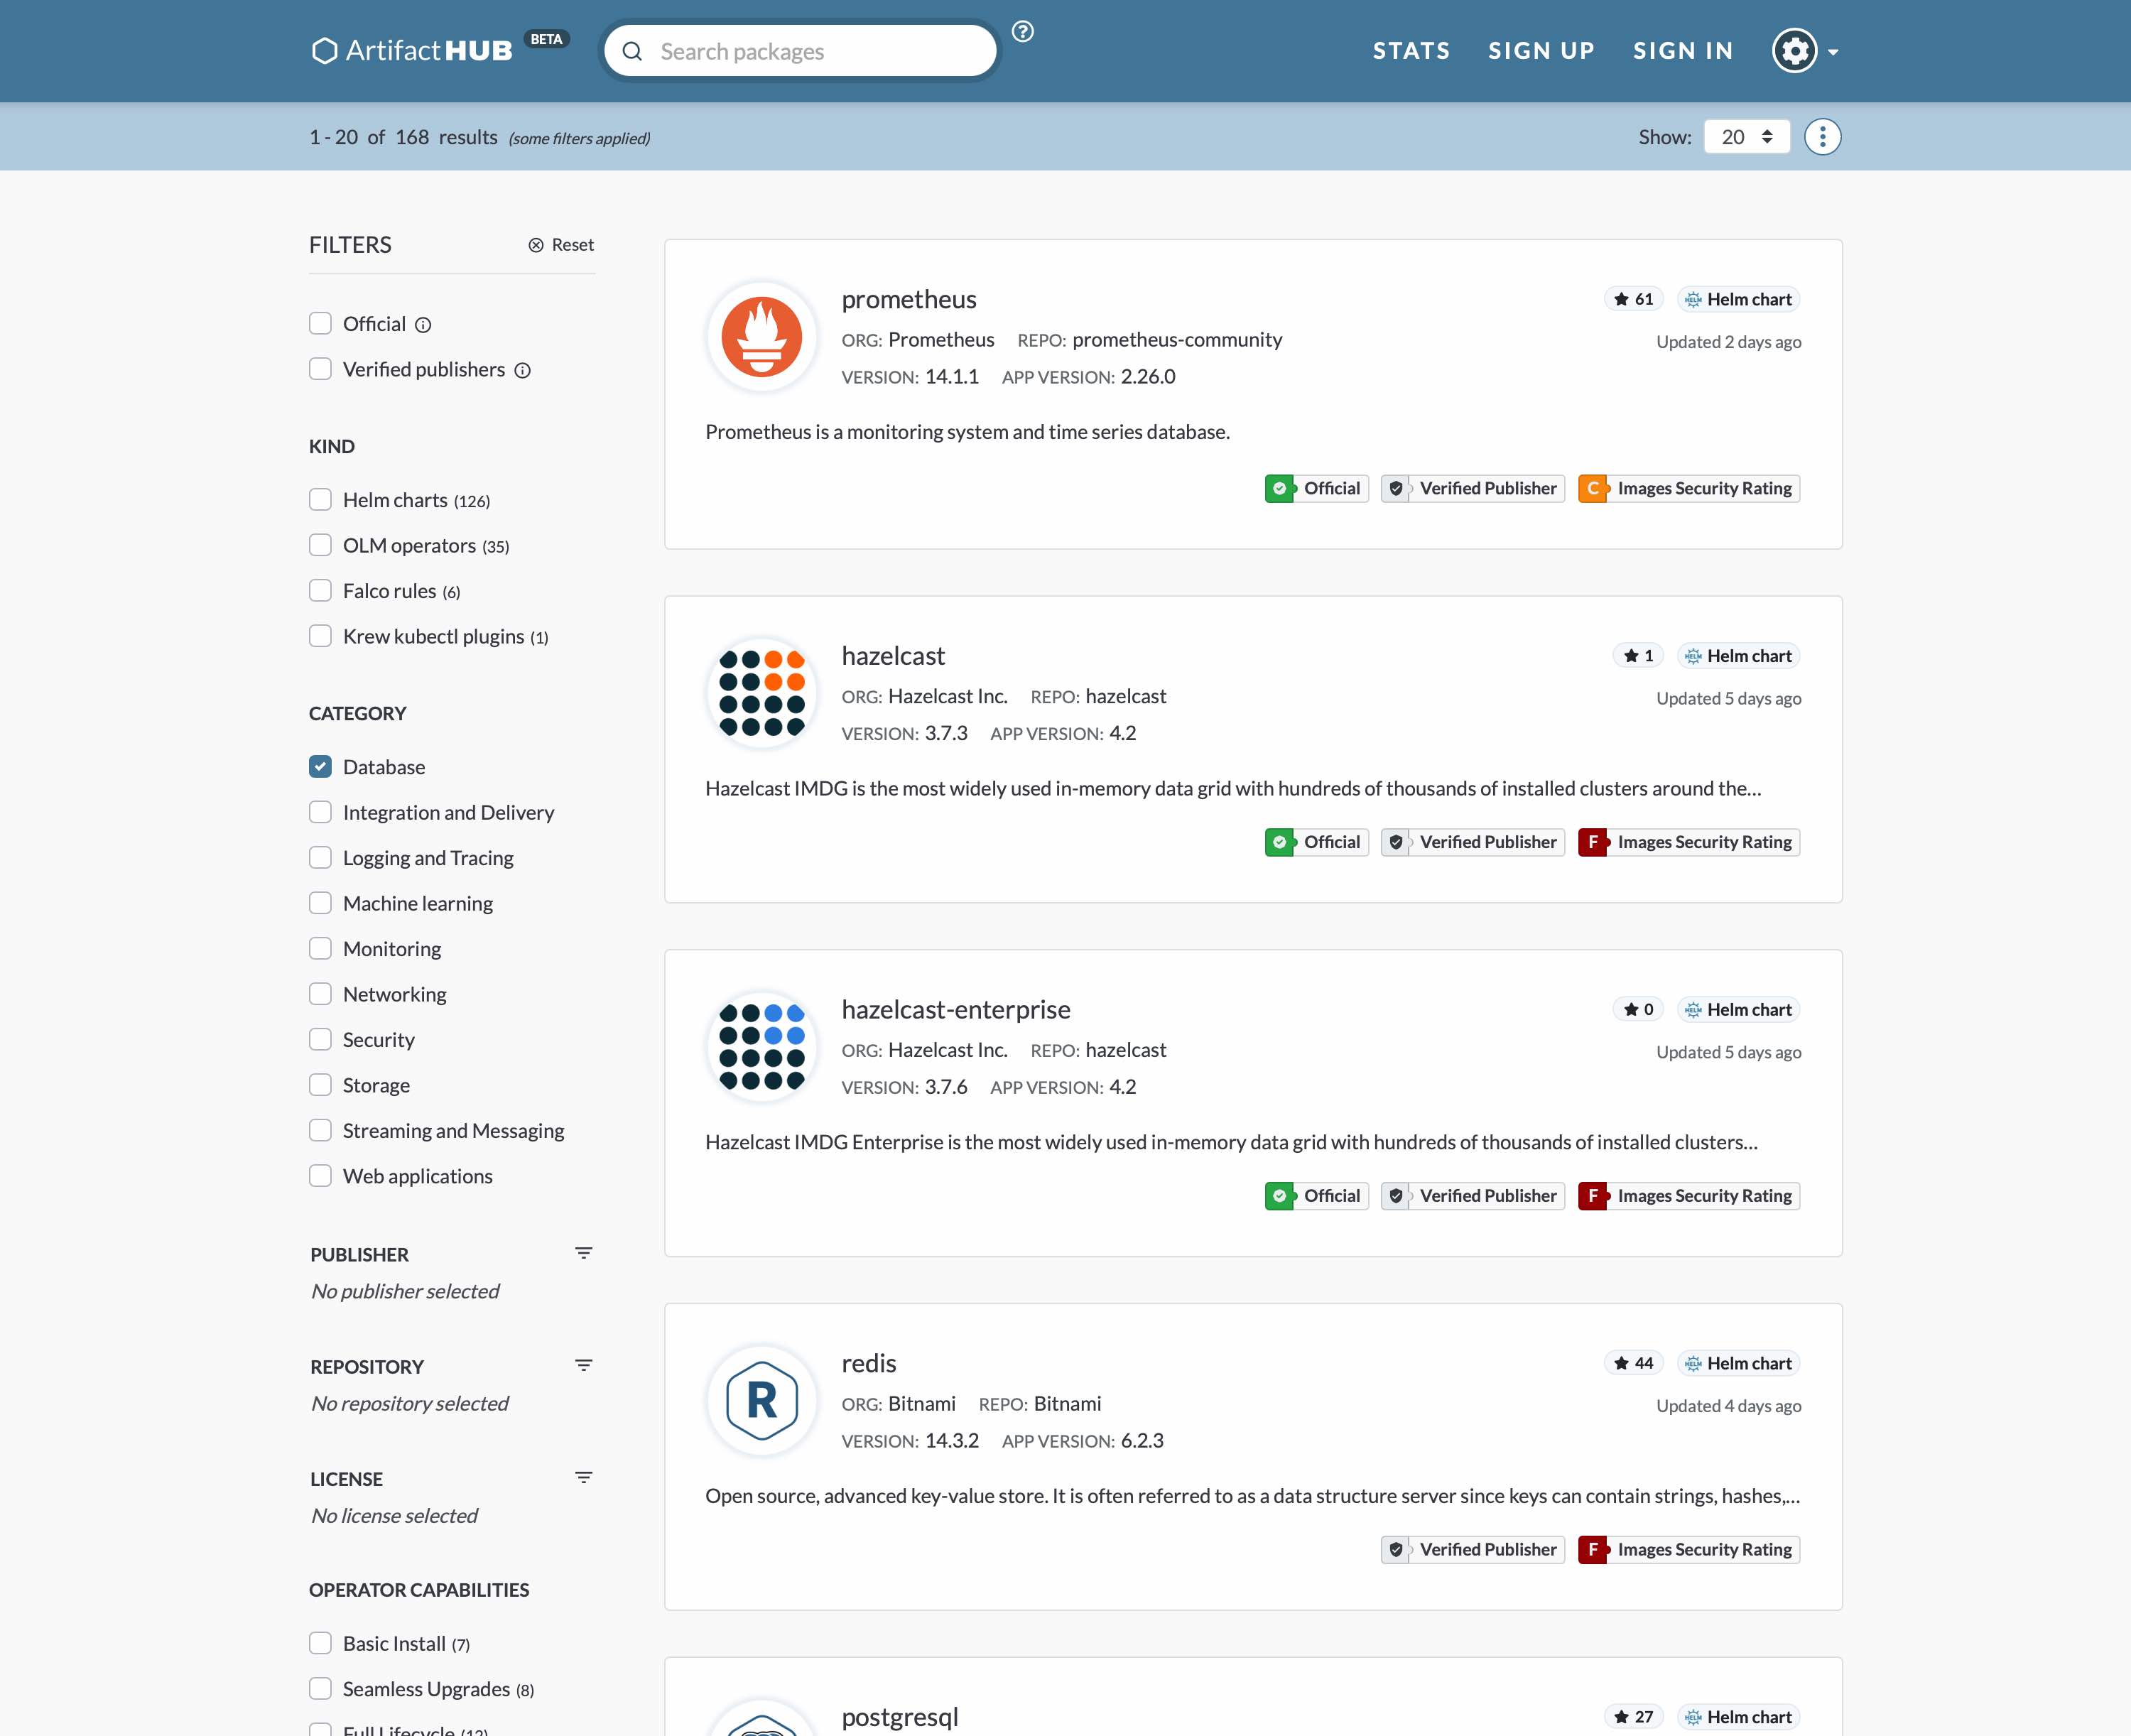 ArtifactHUB BETA
Search packages
STATS SIGN UP SIGN IN
1 - 20 of 168 results (some filters applied)
Show: 20
FILTERS
Reset
Official
Verified publishers
KIND
Helm charts (126)
OLM operators (35)
Falco rules (6)
Krew kubectl plugins (1)
CATEGORY
Database
Integration and Delivery
Logging and Tracing
Machine learning
Monitoring
Networking
Security
Storage
Streaming and Messaging
Web applications
PUBLISHER
No publisher selected
REPOSITORY
No repository selected
LICENSE
No license selected
OPERATOR CAPABILITIES
Basic Install (7)
Seamless Upgrades (8)
Full Lifecycle (12)
prometheus
61 HELM Helm chart
ORG: Prometheus REPO: prometheus-community
Updated 2 days ago
VERSION: 14.1.1 APP VERSION: 2.26.0
Prometheus is a monitoring system and time series database.
Official Verified Publisher C Images Security Rating
hazelcast
1 HELM Helm chart
ORG: Hazelcast Inc. REPO: hazelcast
Updated 5 days ago
VERSION: 3.7.3 APP VERSION: 4.2
Hazelcast IMDG is the most widely used in-memory data grid with hundreds of thousands of installed clusters around the...
Official Verified Publisher F Images Security Rating
hazelcast-enterprise
0 HELM Helm chart
ORG: Hazelcast Inc. REPO: hazelcast
Updated 5 days ago
VERSION: 3.7.6 APP VERSION: 4.2
Hazelcast IMDG Enterprise is the most widely used in-memory data grid with hundreds of thousands of installed clusters...
Official Verified Publisher F Images Security Rating
R
redis
44 HELM Helm chart
ORG: Bitnami REPO: Bitnami
Updated 4 days ago
VERSION: 14.3.2 APP VERSION: 6.2.3
Open source, advanced key-value store. It is often referred to as a data structure server since keys can contain strings, hashes,...
Verified Publisher F Images Security Rating
postgresql
27 HELM Helm chart